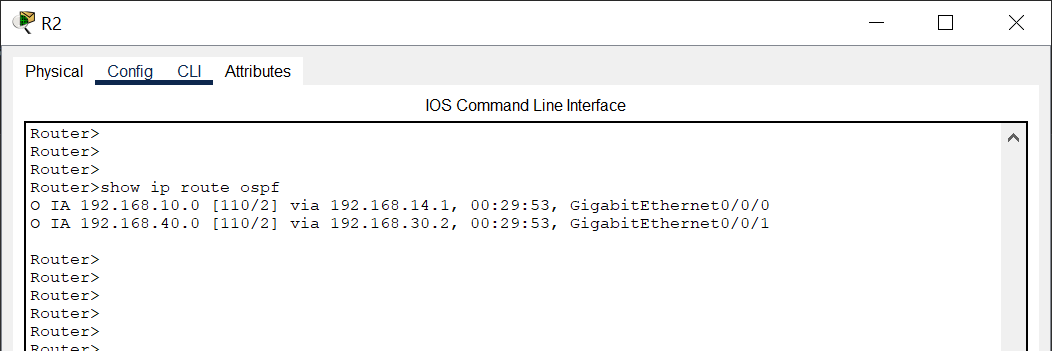 R2
Physical Config CLI Attributes
IOS Command Line Interface
Router>
Router>
Router>
Router>show ip route ospf
O IA 192.168.10.0 [110/2] via 192.168.14.1, 00:29:53, GigabitEthernet0/0/0
O IA 192.168.40.0 [110/2] via 192.168.30.2, 00:29:53, GigabitEthernet0/0/1
Router>
Router>
Router>
Router>
Router>
Router>